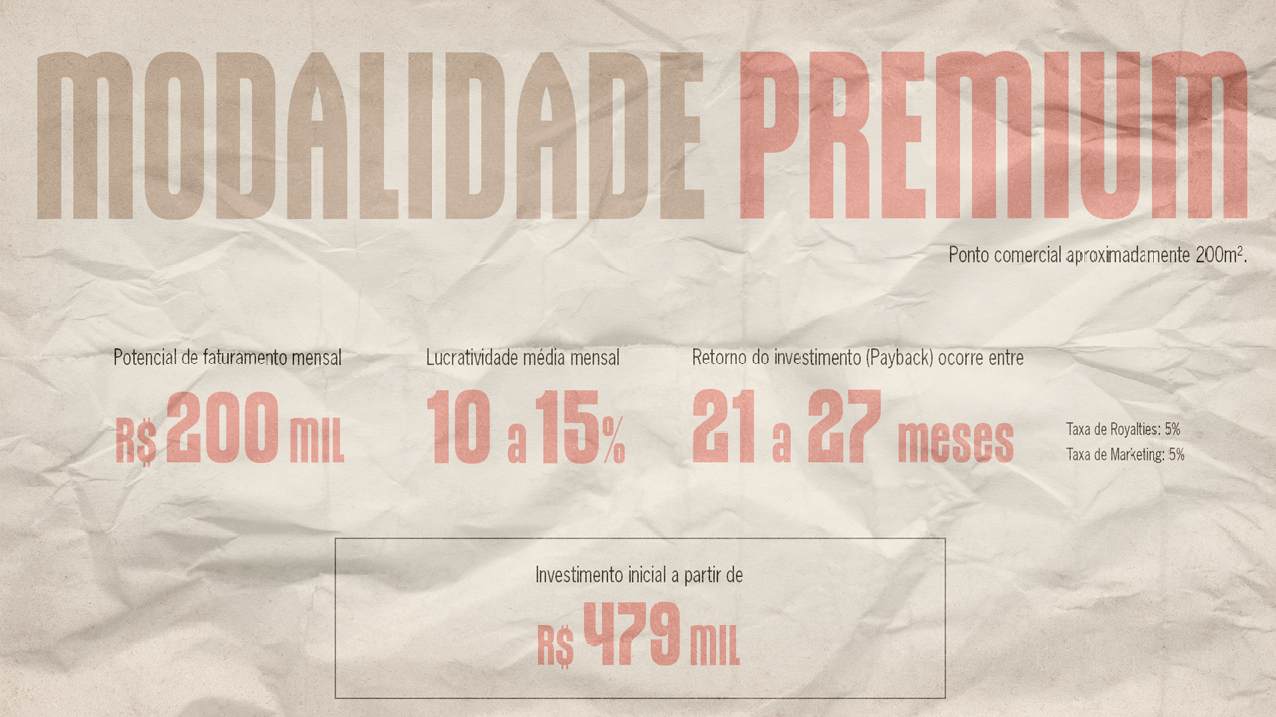 MODALIDADE PREMIUM
Ponto comercial aproximadamente 200m².
Potencial de faturamento mensal
R$ 200 MIL
Lucratividade média mensal
10 a 15%
Retorno do investimento (Payback) ocorre entre
21 a 27 meses
Taxa de Royalties: 5%
Taxa de Marketing: 5%
Investimento inicial a partir de
R$ 479 MIL